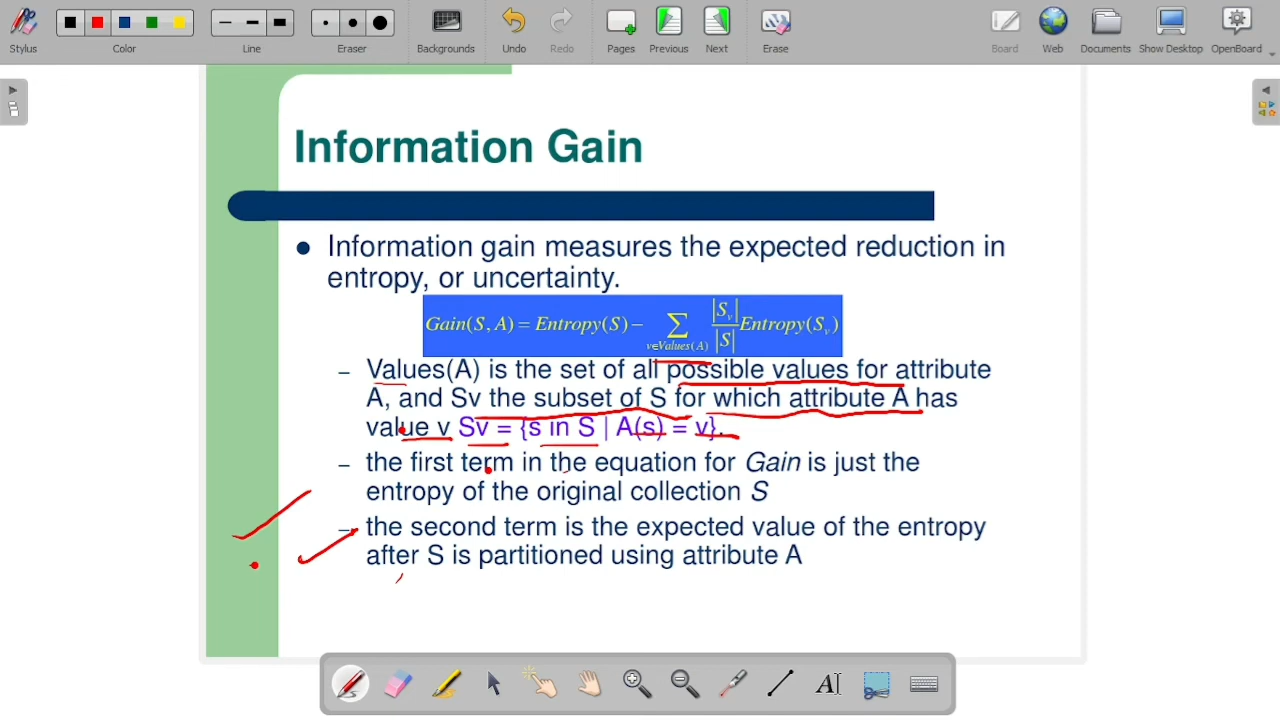 Stylus Color Line Eraser Backgrounds Undo Redo Pages Previous Next Erase Board Web Documents Show Desktop OpenBoard
Information Gain
Information gain measures the expected reduction in
entropy, or uncertainty.
Gain(S, A) = Entropy(S) − ∑ v∈Values(A) |Sv|/|S| Entropy(Sv)
– Values(A) is the set of all possible values for attribute
A, and Sv the subset of S for which attribute A has
value v Sv = {s in S | A(s) = v}.
– the first term in the equation for Gain is just the
entropy of the original collection S
– the second term is the expected value of the entropy
after S is partitioned using attribute A